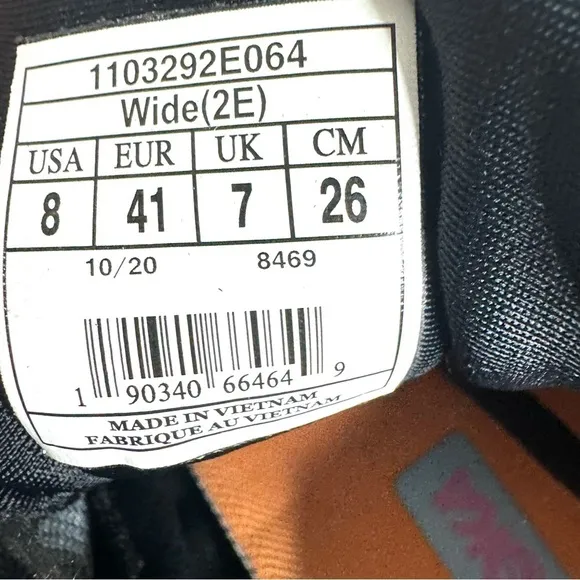 1103292E064
Wide(2E)
USA EUR UK CM
8 41 7 26
10/20 8469
1 90340 66464 9
MADE IN VIETNAM
FABRIQUE AU VIETNAM